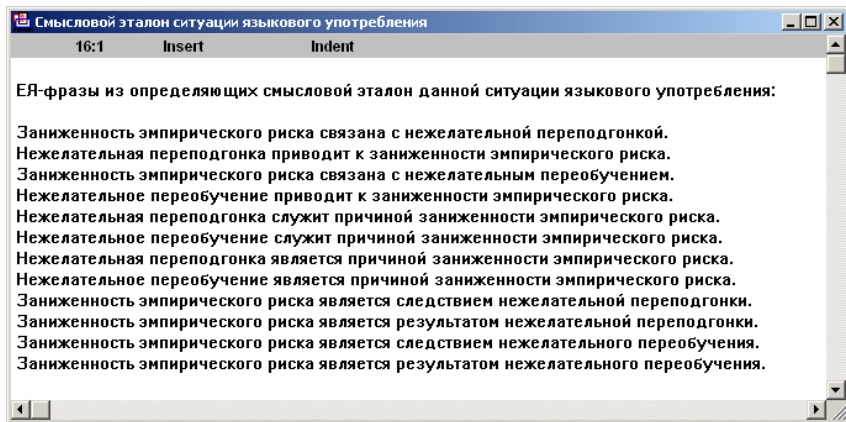 Смысловой эталон ситуации языкового употребления
16:1 Insert Indent
ЕЯ-фразы из определяющих смысловой эталон данной ситуации языкового употребления:
Заниженность эмпирического риска связана с нежелательной переподгонкой.
Нежелательная переподгонка приводит к заниженности эмпирического риска.
Заниженность эмпирического риска связана с нежелательным переобучением.
Нежелательное переобучение приводит к заниженности эмпирического риска.
Нежелательная переподгонка служит причиной заниженности эмпирического риска.
Нежелательное переобучение служит причиной заниженности эмпирического риска.
Нежелательная переподгонка является причиной заниженности эмпирического риска.
Нежелательное переобучение является причиной заниженности эмпирического риска.
Заниженность эмпирического риска является следствием нежелательной переподгонки.
Заниженность эмпирического риска является результатом нежелательной переподгонки.
Заниженность эмпирического риска является следствием нежелательного переобучения.
Заниженность эмпирического риска является результатом нежелательного переобучения.